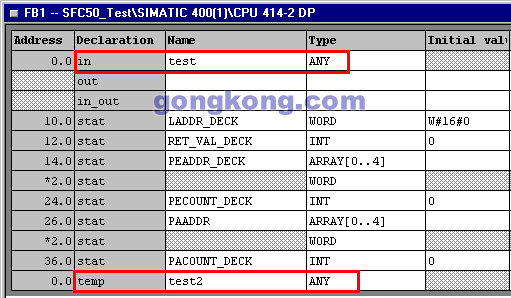 FB1 -- SFC50_Test\SIMATIC 400(1)\CPU 414-2 DP
Address Declaration Name Type Initial valu
0.0 in test ANY
out
in_out
gongkong.com
10.0 stat LADDR_DECK WORD W#16#0
12.0 stat RET_VAL_DECK INT 0
14.0 stat PEADDR_DECK ARRAY[0..4]
*2.0 stat WORD
24.0 stat PECOUNT_DECK INT 0
26.0 stat PAADDR ARRAY[0..4]
*2.0 stat WORD
36.0 stat PACOUNT_DECK INT 0
0.0 temp test2 ANY